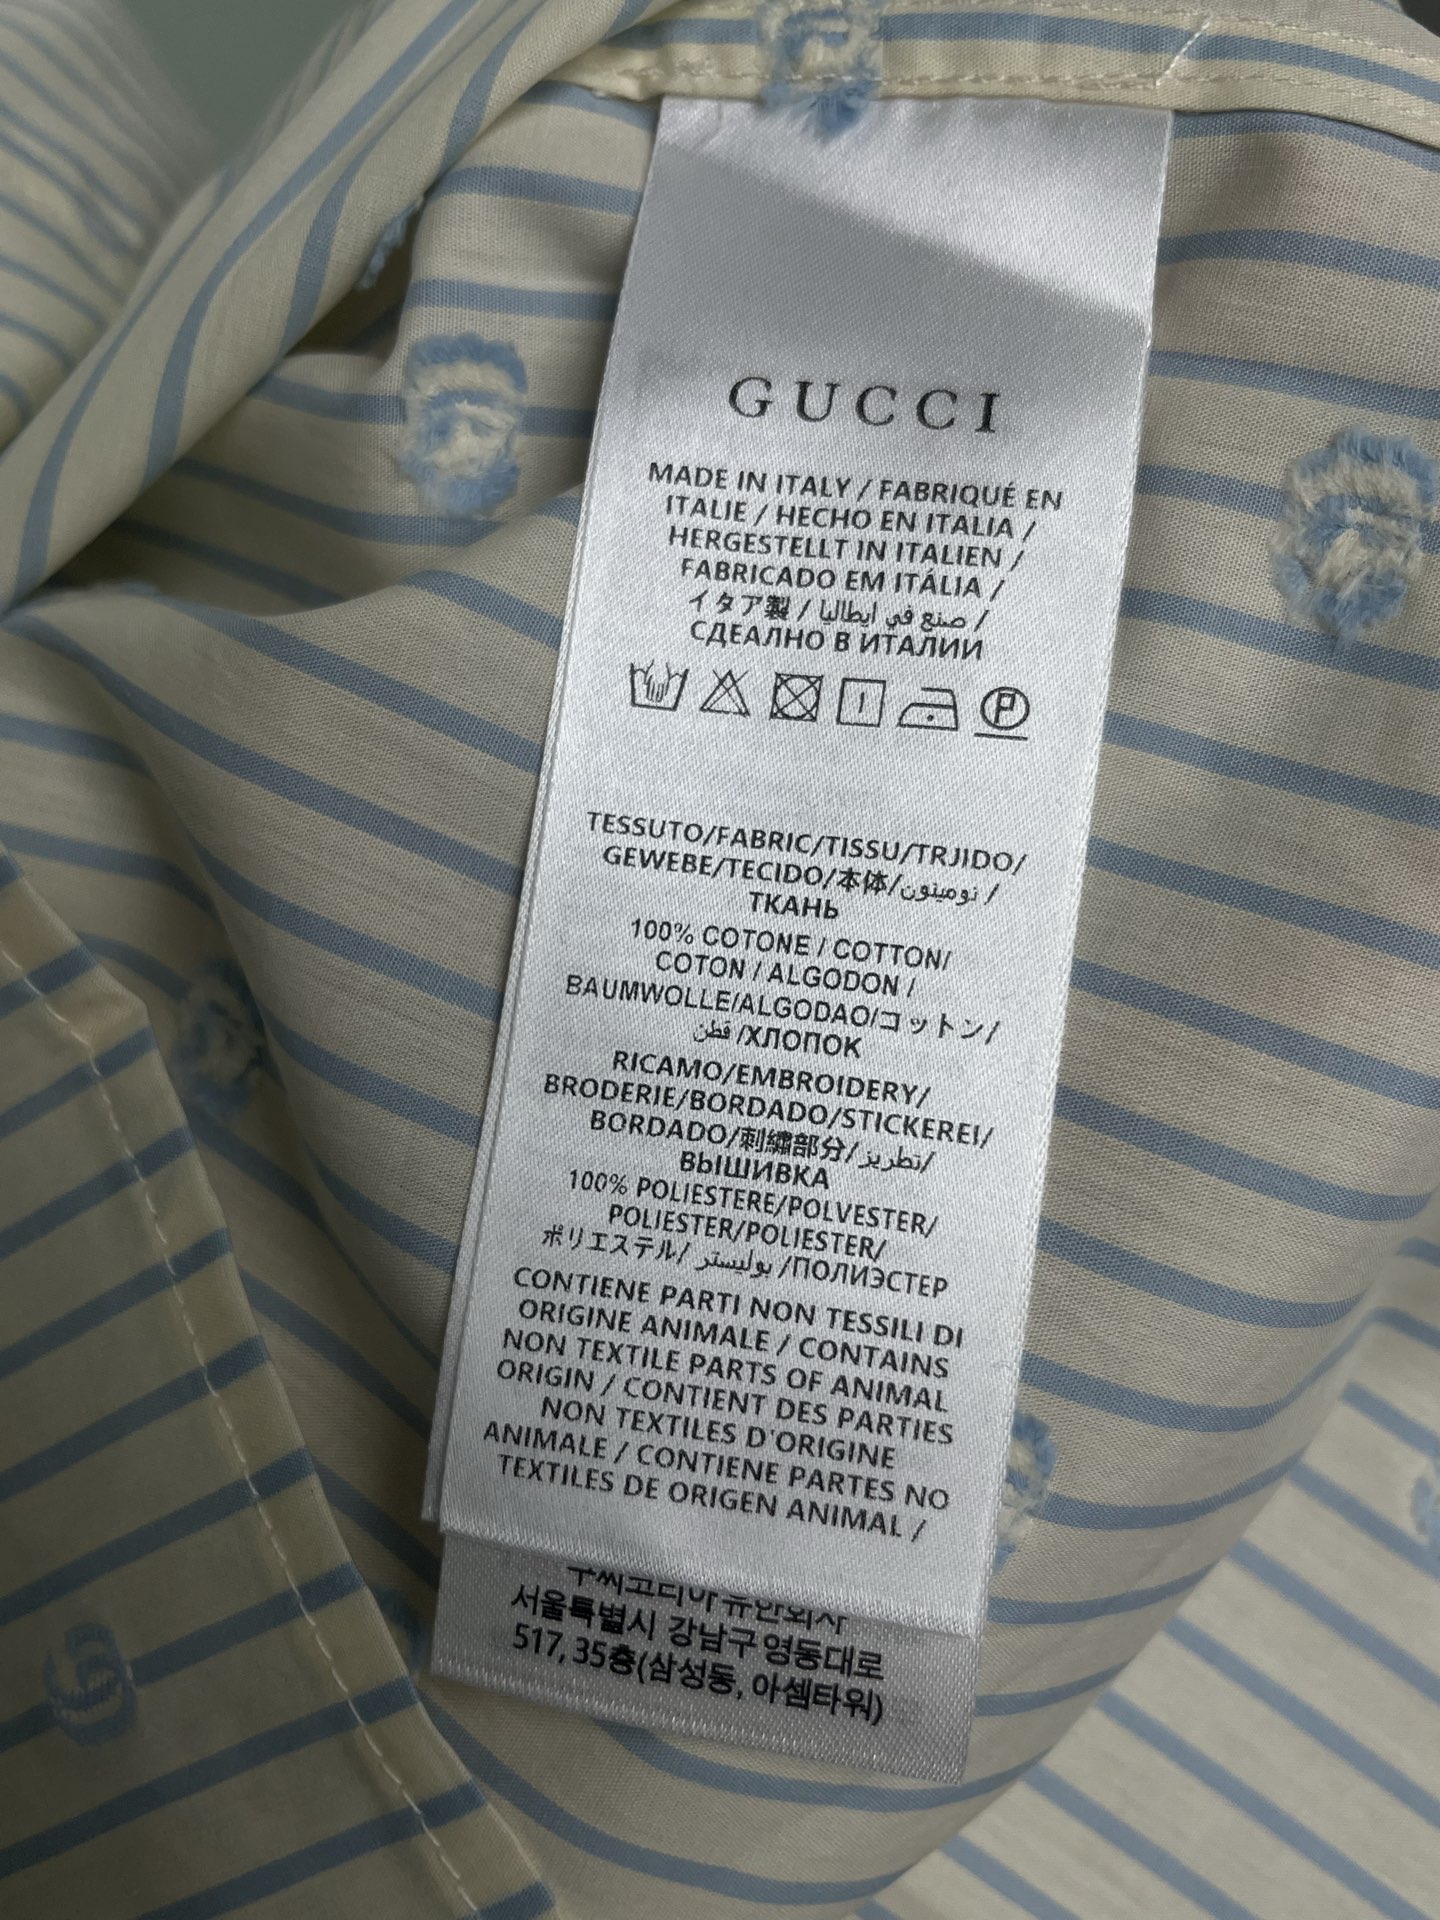 GUCCI
MADE IN ITALY / FABRIQUÉ EN
ITALIE / HECHO EN ITALIA /
HERGESTELLT IN ITALIEN /
FABRICADO EM ITÁLIA /
イタア製 / صنع في ايطاليا /
СДЕАЛНО В ИТАЛИИ
TESSUTO/FABRIC/TISSU/TRJIDO/
GEWEBE/TECIDO/本体/نومينون /
ТКАНЬ
100% COTONE / COTTON/
COTON / ALGODON /
BAUMWOLLE/ALGODAO/コットン/
قطن /ХЛОПОК
RICAMO/EMBROIDERY/
BRODERIE/BORDADO/STICKEREI/
BORDADO/刺繡部分/تطريز/
ВЫШИВКА
100% POLIESTERE/POLVESTER/
POLIESTER/POLIESTER/
ポリエステル/ بوليستر /ПОЛИЭСТЕР
CONTIENE PARTI NON TESSILI DI
ORIGINE ANIMALE / CONTAINS
NON TEXTILE PARTS OF ANIMAL
ORIGIN / CONTIENT DES PARTIES
NON TEXTILES D'ORIGINE
ANIMALE / CONTIENE PARTES NO
TEXTILES DE ORIGEN ANIMAL /
서울특별시 강남구 영동대로
517, 35층(삼성동, 아셈타워)